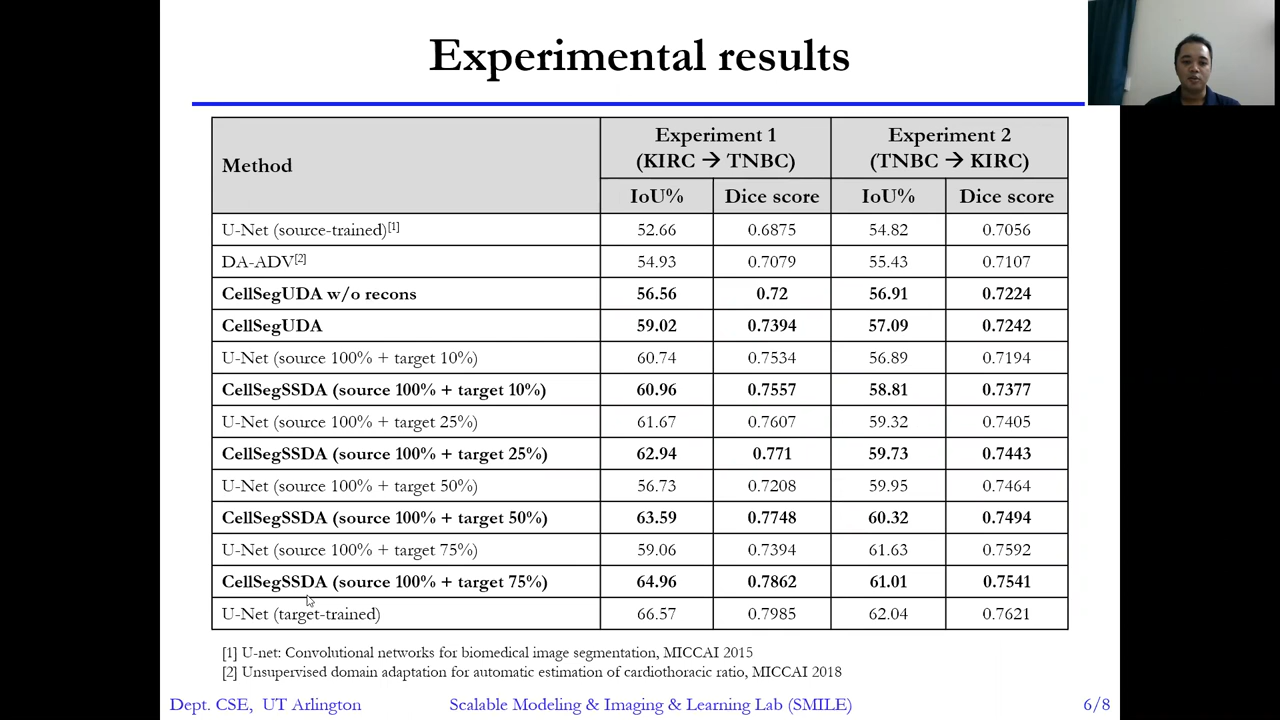 Experimental results
Method
Experiment 1
(KIRC → TNBC)
Experiment 2
(TNBC → KIRC)
IoU% Dice score IoU% Dice score
U-Net (source-trained)[1] 52.66 0.6875 54.82 0.7056
DA-ADV[2] 54.93 0.7079 55.43 0.7107
CellSegUDA w/o recons 56.56 0.72 56.91 0.7224
CellSegUDA 59.02 0.7394 57.09 0.7242
U-Net (source 100% + target 10%) 60.74 0.7534 56.89 0.7194
CellSegSSDA (source 100% + target 10%) 60.96 0.7557 58.81 0.7377
U-Net (source 100% + target 25%) 61.67 0.7607 59.32 0.7405
CellSegSSDA (source 100% + target 25%) 62.94 0.771 59.73 0.7443
U-Net (source 100% + target 50%) 56.73 0.7208 59.95 0.7464
CellSegSSDA (source 100% + target 50%) 63.59 0.7748 60.32 0.7494
U-Net (source 100% + target 75%) 59.06 0.7394 61.63 0.7592
CellSegSSDA (source 100% + target 75%) 64.96 0.7862 61.01 0.7541
U-Net (target-trained) 66.57 0.7985 62.04 0.7621
[1] U-net: Convolutional networks for biomedical image segmentation, MICCAI 2015
[2] Unsupervised domain adaptation for automatic estimation of cardiothoracic ratio, MICCAI 2018
Dept. CSE, UT Arlington Scalable Modeling & Imaging & Learning Lab (SMILE) 6/8